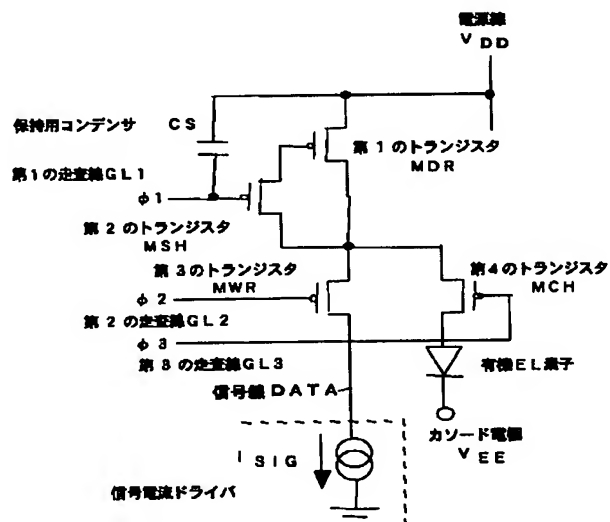 電源線
V DD
保持用コンデンサ CS
第1のトランジスタ
MDR
第1の走査線GL1
φ1
第2のトランジスタ
MSH
第3のトランジスタ
MWR
第4のトランジスタ
MCH
φ2
第2の走査線GL2
φ3
第3の走査線GL3
有機EL素子
信号線DATA
カソード電極
V EE
I SIG
信号電流ドライバ